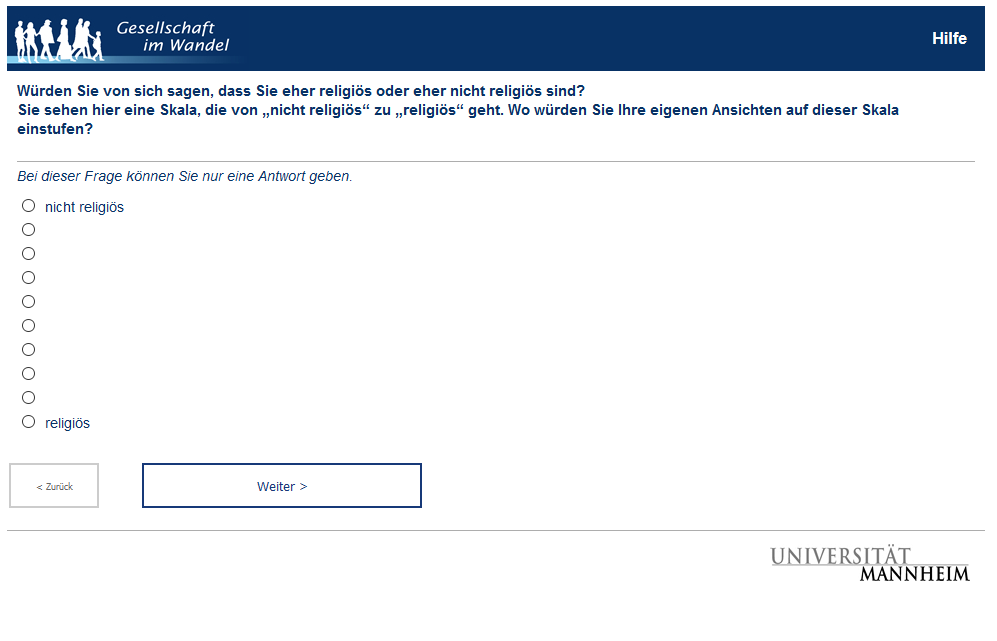 Gesellschaft
im Wandel
Hilfe
Würden Sie von sich sagen, dass Sie eher religiös oder eher nicht religiös sind?
Sie sehen hier eine Skala, die von „nicht religiös“ zu „religiös“ geht. Wo würden Sie Ihre eigenen Ansichten auf dieser Skala
einstufen?
Bei dieser Frage können Sie nur eine Antwort geben.
nicht religiös
religiös
< Zurück
Weiter >
UNIVERSITÄT
MANNHEIM